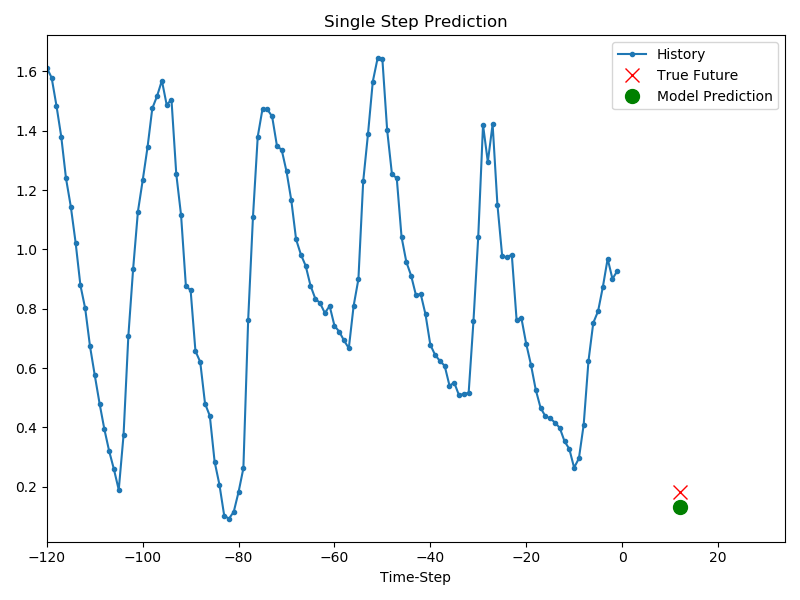 Single Step Prediction
History
True Future
Model Prediction
1.6
1.4
1.2
1.0
0.8
0.6
0.4
0.2
−120 −100 −80 −60 −40 −20 0 20
Time-Step